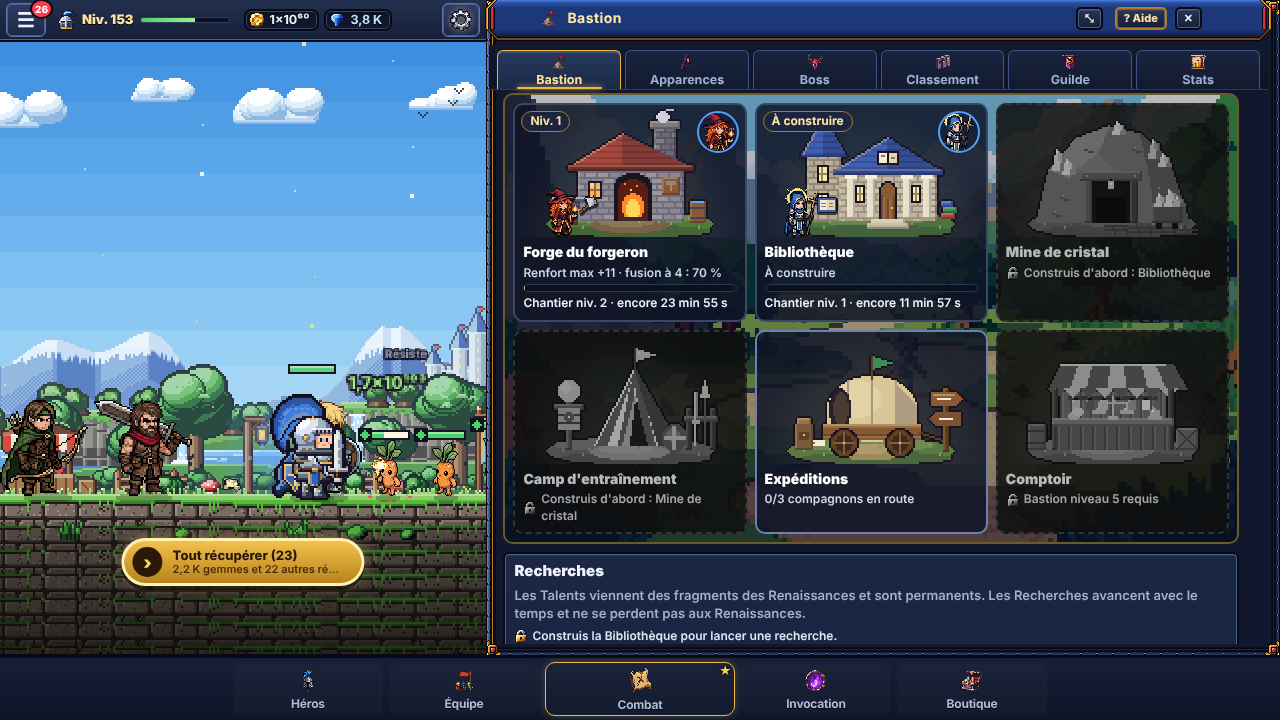 26
Niv. 153
1×10⁶⁰
3,8 K
Bastion
? Aide
×
Bastion
Apparences
Boss
Classement
Guilde
Stats
Niv. 1
Forge du forgeron
Renfort max +11 · fusion à 4 : 70 %
Chantier niv. 2 · encore 23 min 55 s
À construire
Bibliothèque
À construire
Chantier niv. 1 · encore 11 min 57 s
Mine de cristal
Construis d'abord : Bibliothèque
Résiste
Camp d'entraînement
Construis d'abord : Mine de
cristal
Expéditions
0/3 compagnons en route
Comptoir
Bastion niveau 5 requis
Tout récupérer (23)
2,2 K gemmes et 22 autres ré...
Recherches
Les Talents viennent des fragments des Renaissances et sont permanents. Les Recherches avancent avec le
temps et ne se perdent pas aux Renaissances.
Construis la Bibliothèque pour lancer une recherche.
Héros
Équipe
Combat
Invocation
Boutique